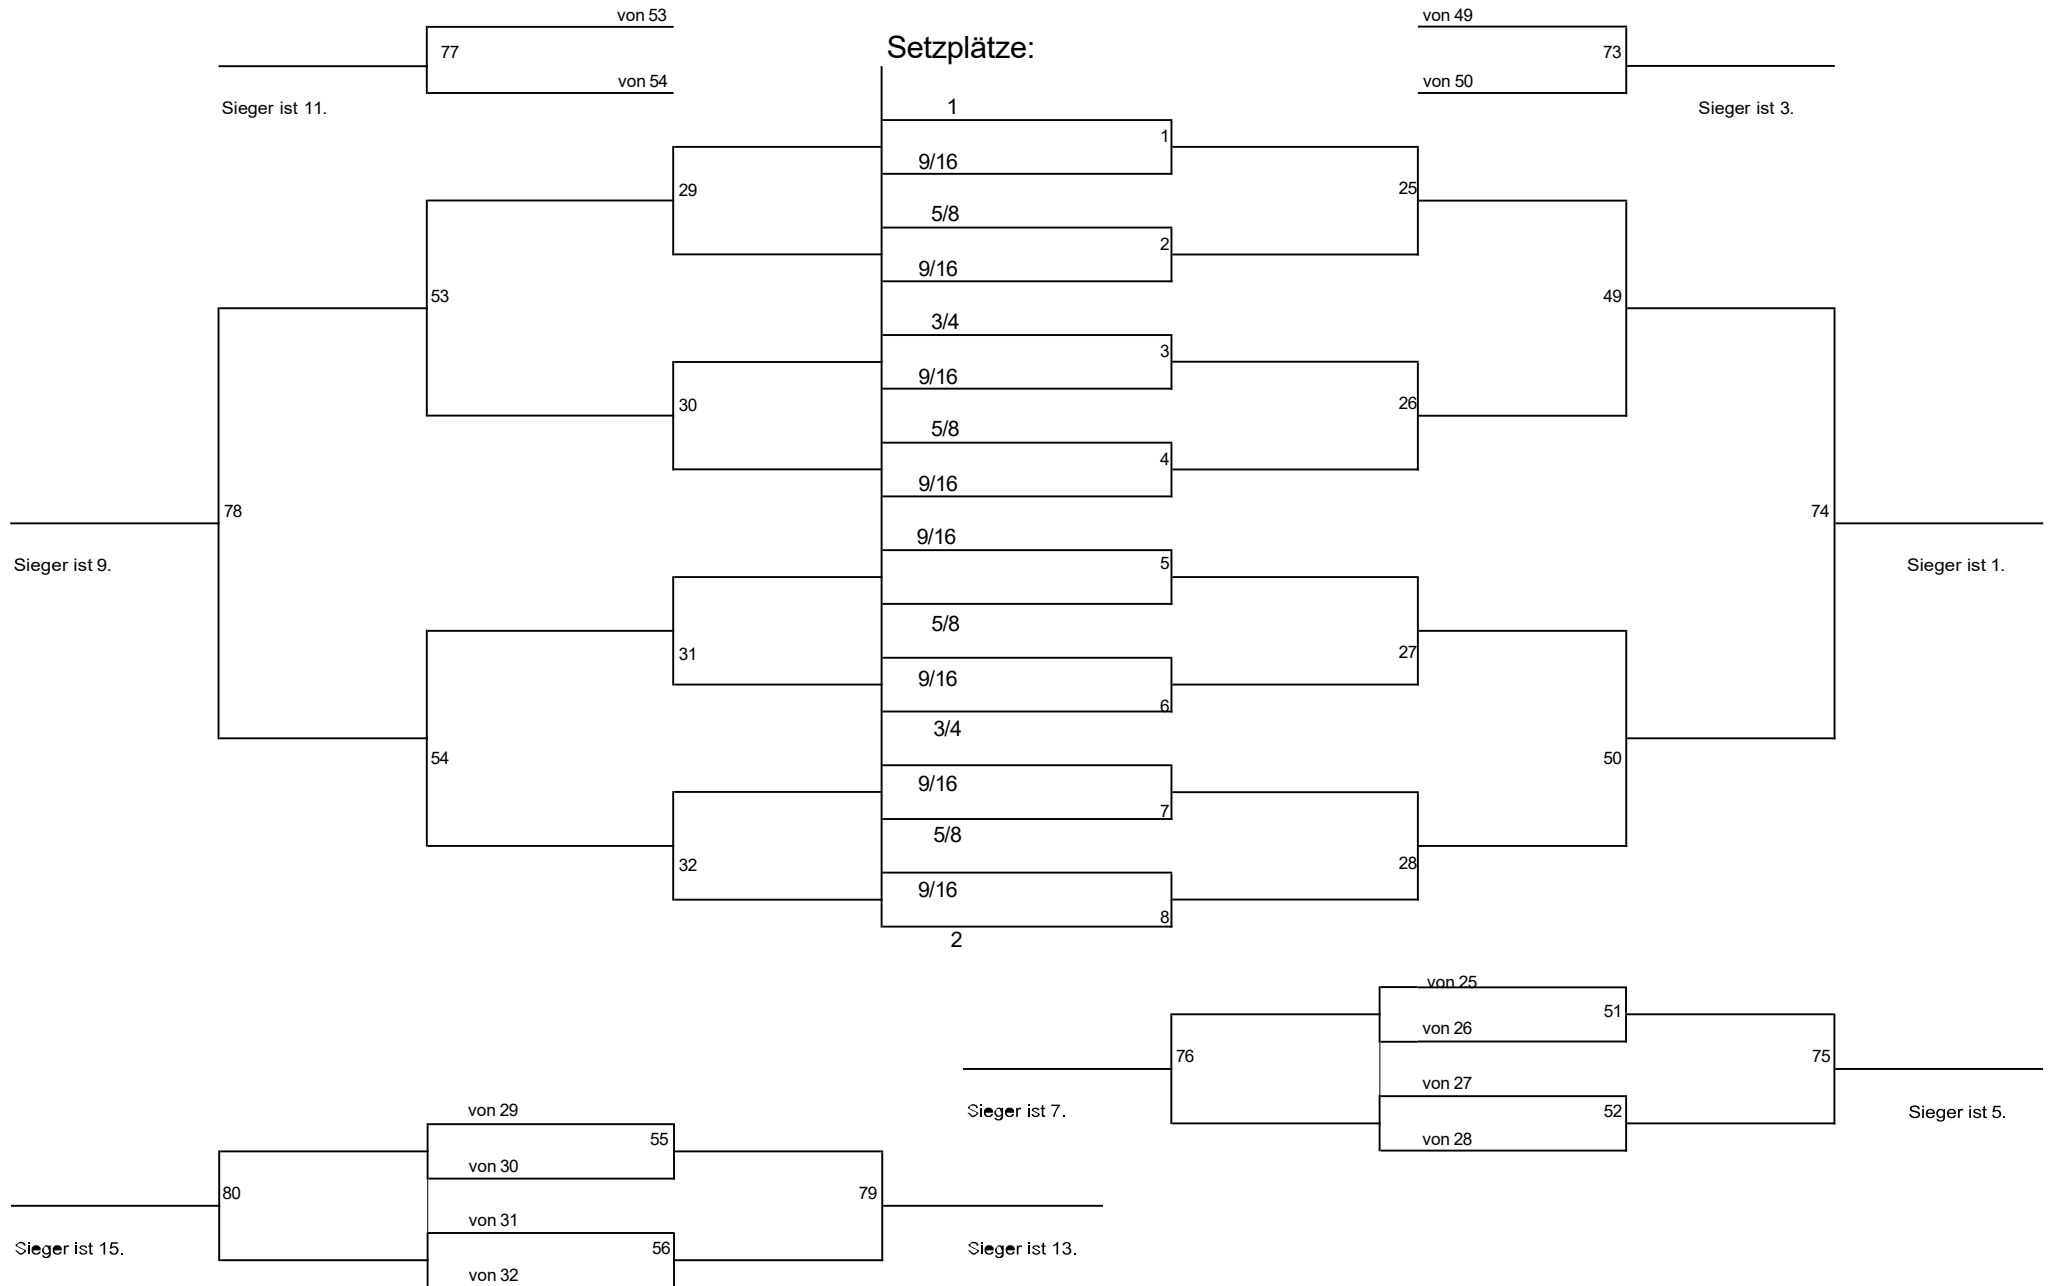 von 53
von 49
Setzplätze:
77
73
von 54
von 50
Sieger ist 11.
1
Sieger ist 3.
1
9/16
29
25
5/8
2
9/16
53
49
3/4
3
9/16
30
26
5/8
4
9/16
78
74
9/16
5
Sieger ist 9.
Sieger ist 1.
5/8
31
27
9/16
6
3/4
54
50
9/16
7
5/8
32
28
9/16
8
2
von 25
51
von 26
76
75
von 27
von 29
Sieger ist 7.
52
Sieger ist 5.
55
von 28
von 30
80
79
von 31
Sieger ist 15.
56
Sieger ist 13.
von 32